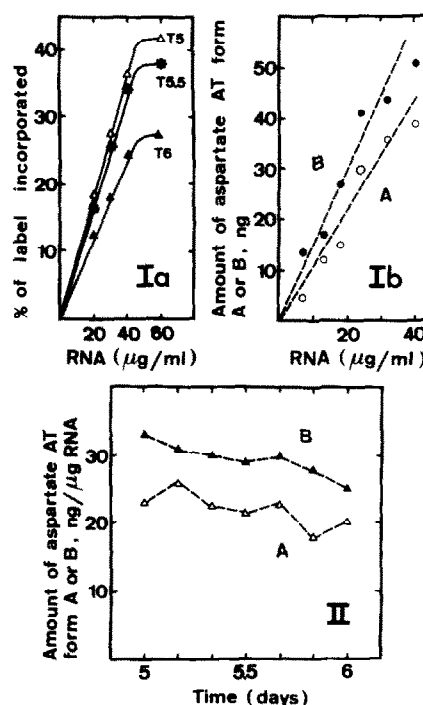 % of label incorporated
40
30
20
10
T5
T5,5
T6
Ia
20 40 60
RNA (µg/ml)
Amount of aspartate AT form
A or B, ng
50
40
30
20
10
B
A
Ib
20 40
RNA (µg/ml)
Amount of aspartate AT
form A or B, ng/µg RNA
30
20
10
B
A
II
5 5.5 6
Time (days)